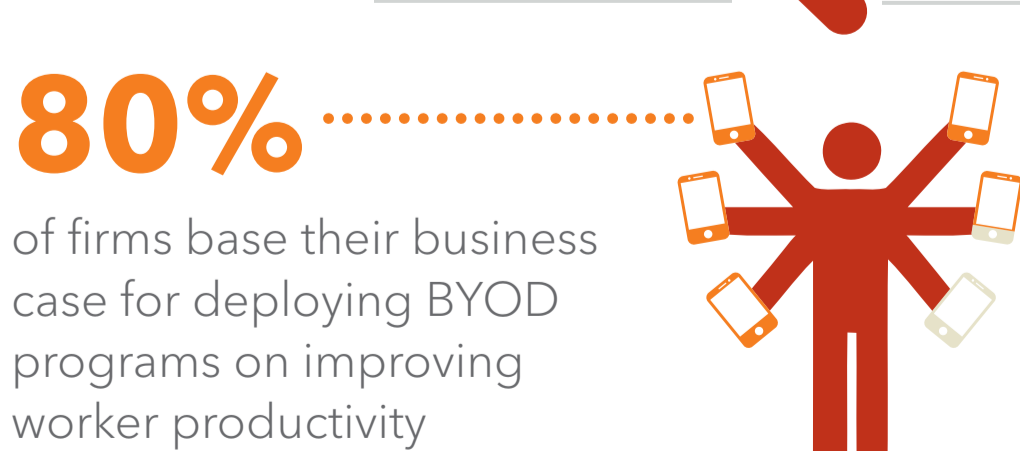 80%
of firms base their business
case for deploying BYOD
programs on improving
worker productivity